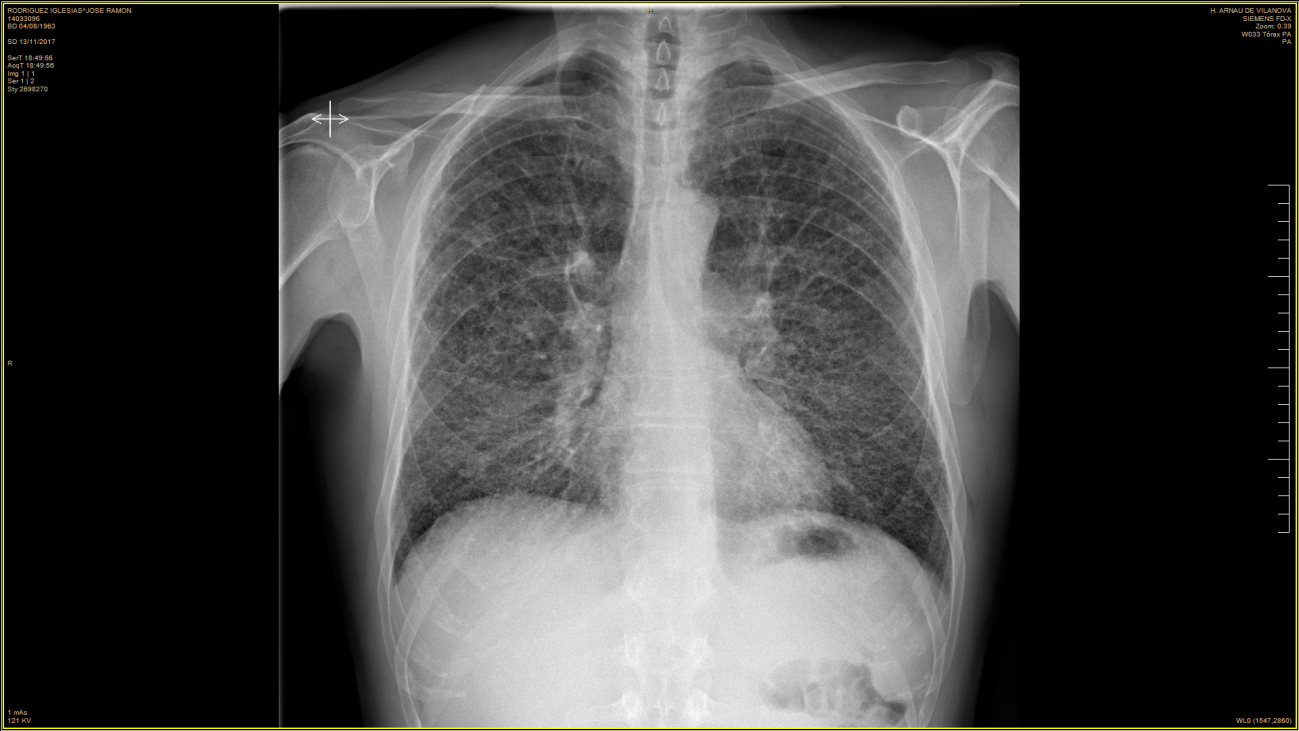 RODRIGUEZ IGLESIAS^JOSE RAMON
14033096
BD 04/08/1963
SD 13/11/2017
SerT 18:49:56
AcqT 18:49:56
Img 1 | 1
Ser 1 | 2
Sty 2698270
H. ARNAU DE VILANOVA
SIEMENS FD-X
Zoom: 0.39
W033 Tórax PA
PA
R
1 mAs
121 KV
WL0 (1547,2860)